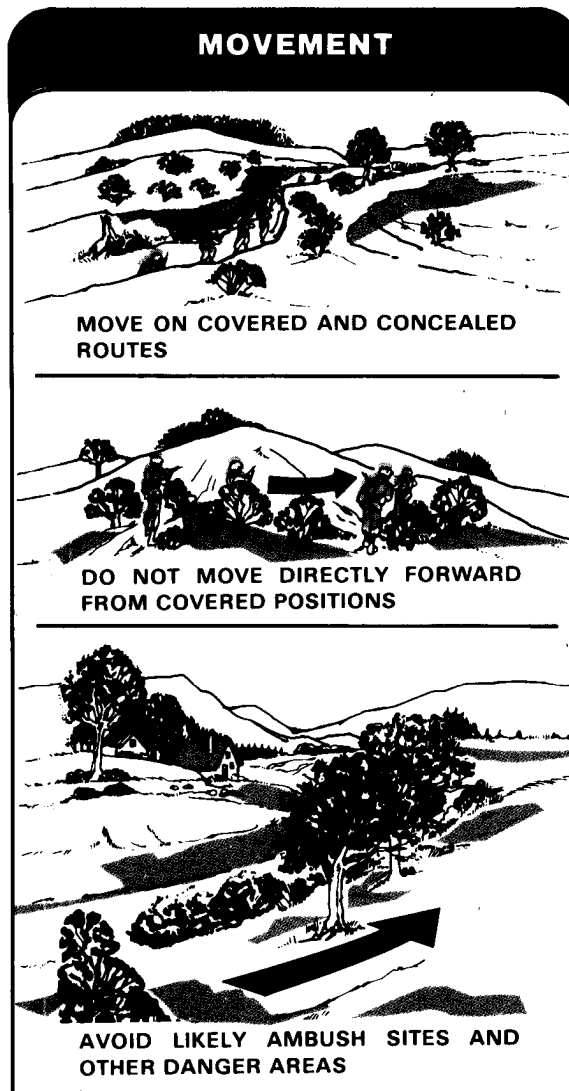 MOVEMENT
MOVE ON COVERED AND CONCEALED
ROUTES
DO NOT MOVE DIRECTLY FORWARD
FROM COVERED POSITIONS
AVOID LIKELY AMBUSH SITES AND
OTHER DANGER AREAS